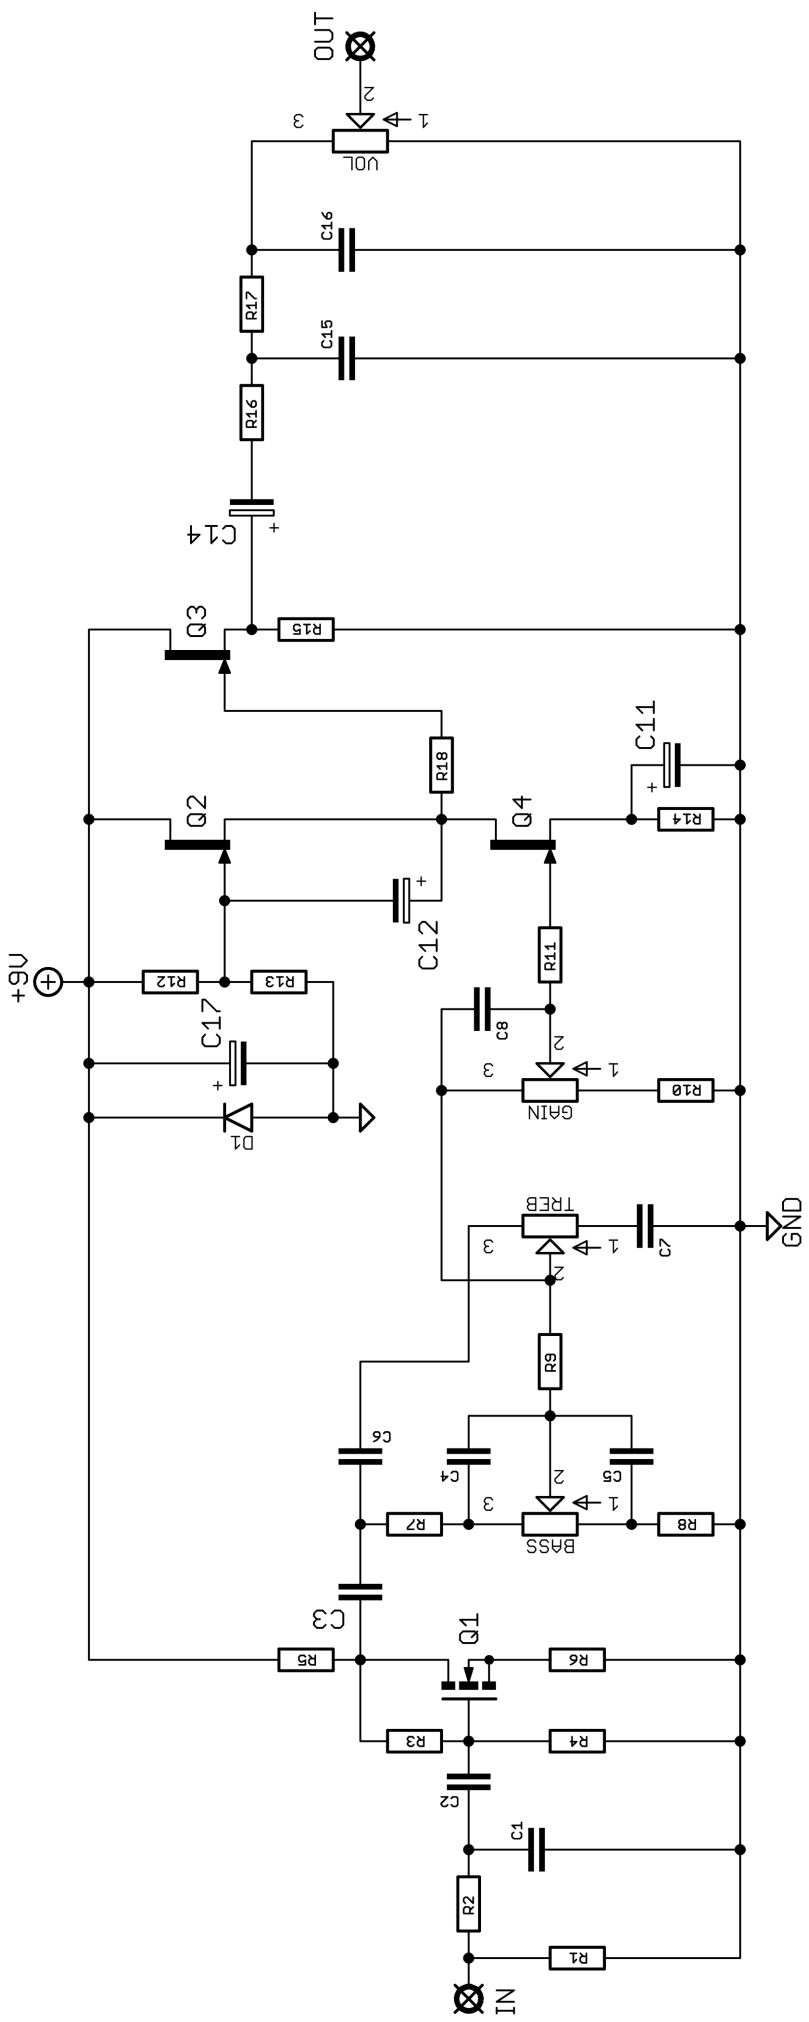 OUT
2
3
1
VOL
C16
R17
C15
R16
C14
+
Q3
R15
C11
+
R18
Q2
Q4
R14
+
C12
+9V
R12
R13
R11
C17
+
C8
2
3
1
GAIN
R10
D1
TREB
3
1
2
C7
GND
R9
C6
C4
C5
2
3
1
R7
BASS
R8
C3
Q1
R5
R6
R3
R4
C2
C1
R2
R1
IN